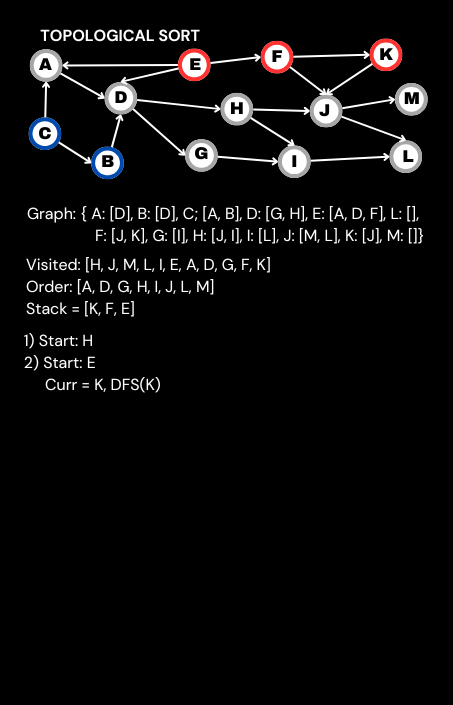 TOPOLOGICAL SORT
A
E
F
K
D
H
J
M
C
B
G
I
L
Graph: { A: [D], B: [D], C; [A, B], D: [G, H], E: [A, D, F], L: [],
F: [J, K], G: [I], H: [J, I], I: [L], J: [M, L], K: [J], M: []}
Visited: [H, J, M, L, I, E, A, D, G, F, K]
Order: [A, D, G, H, I, J, L, M]
Stack = [K, F, E]
1) Start: H
2) Start: E
Curr = K, DFS(K)